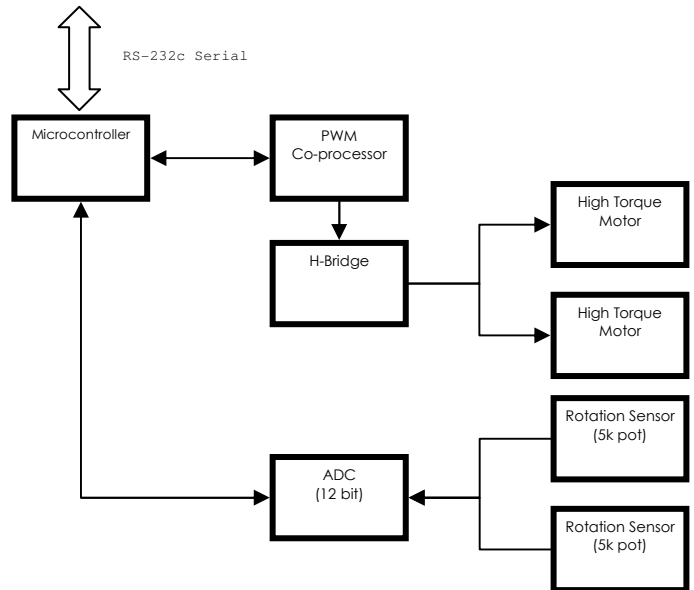 RS-232c Serial
Microcontroller
PWM
Co-processor
High Torque
Motor
H-Bridge
High Torque
Motor
Rotation Sensor
(5k pot)
ADC
(12 bit)
Rotation Sensor
(5k pot)